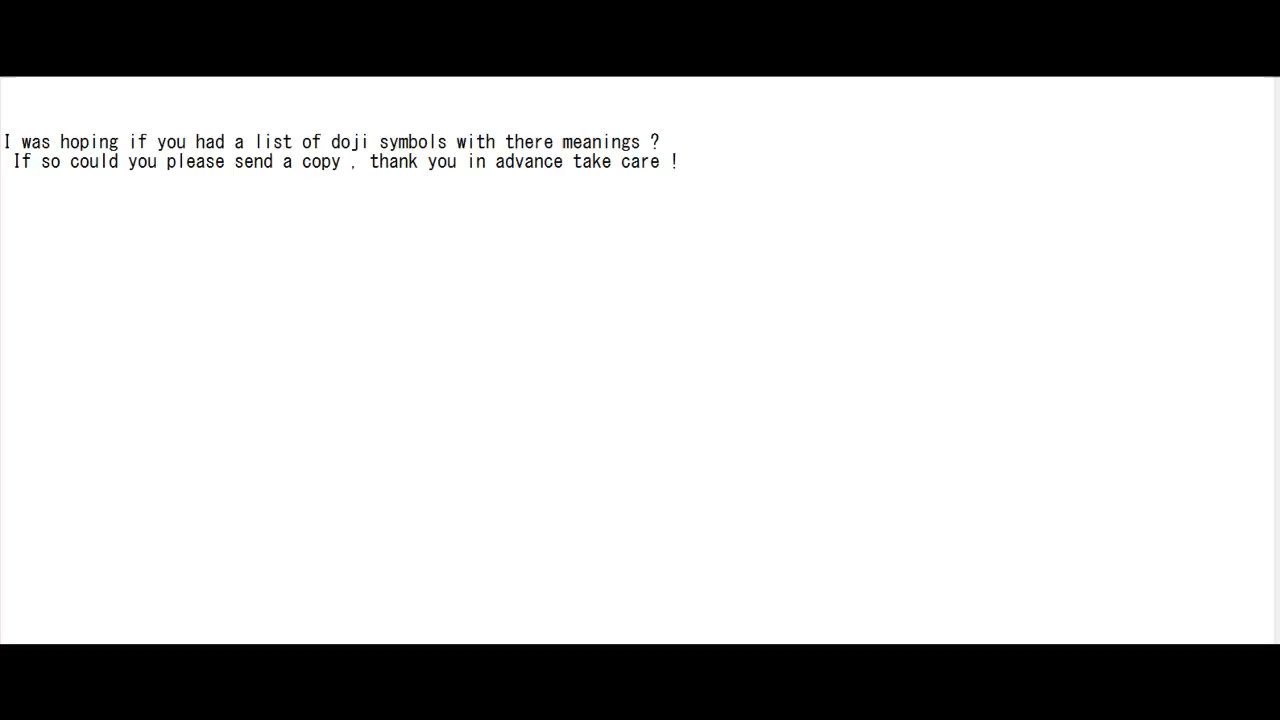 I was hoping if you had a list of doji symbols with there meanings ?
If so could you please send a copy , thank you in advance take care !